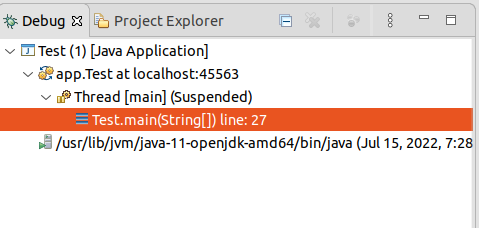 Debug Project Explorer
Test (1) [Java Application]
app.Test at localhost:45563
Thread [main] (Suspended)
Test.main(String[]) line: 27
/usr/lib/jvm/java-11-openjdk-amd64/bin/java (Jul 15, 2022, 7:28